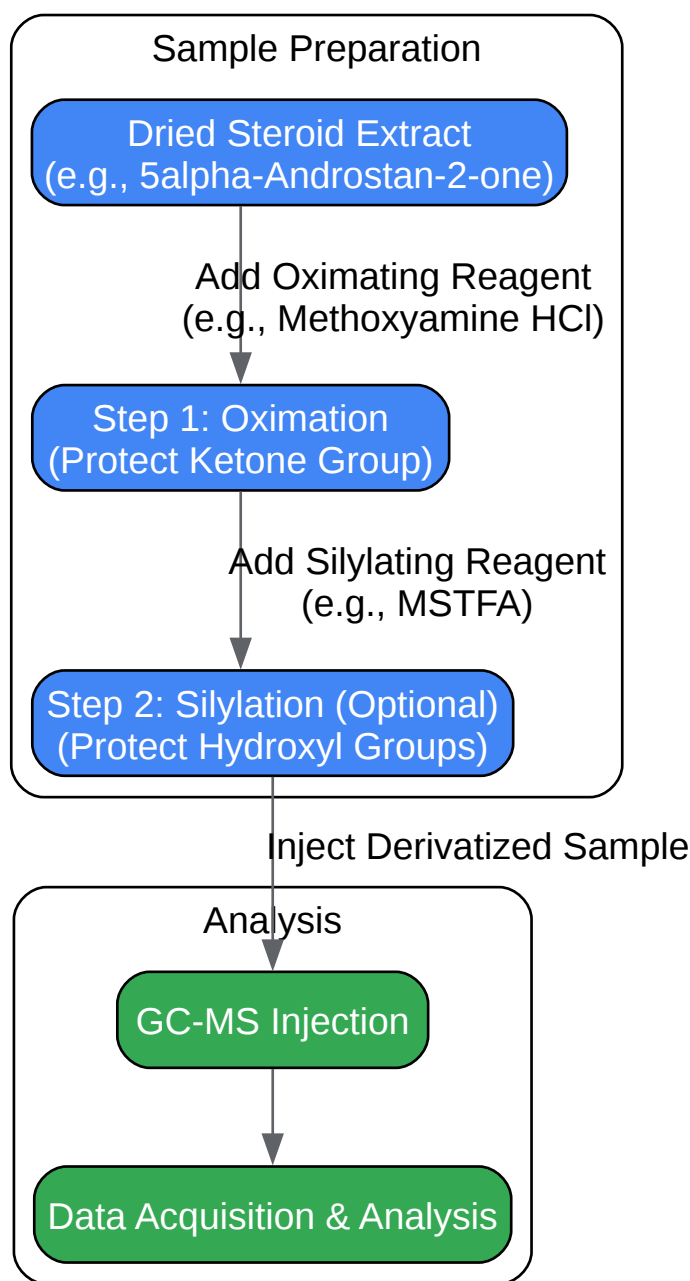 Sample Preparation
Dried Steroid Extract
(e.g., 5alpha-Androstan-2-one)
Add Oximating Reagent
(e.g., Methoxyamine HCl)
Step 1: Oximation
(Protect Ketone Group)
Add Silylating Reagent
(e.g., MSTFA)
Step 2: Silylation (Optional)
(Protect Hydroxyl Groups)
Inject Derivatized Sample
Analysis
GC-MS Injection
Data Acquisition & Analysis